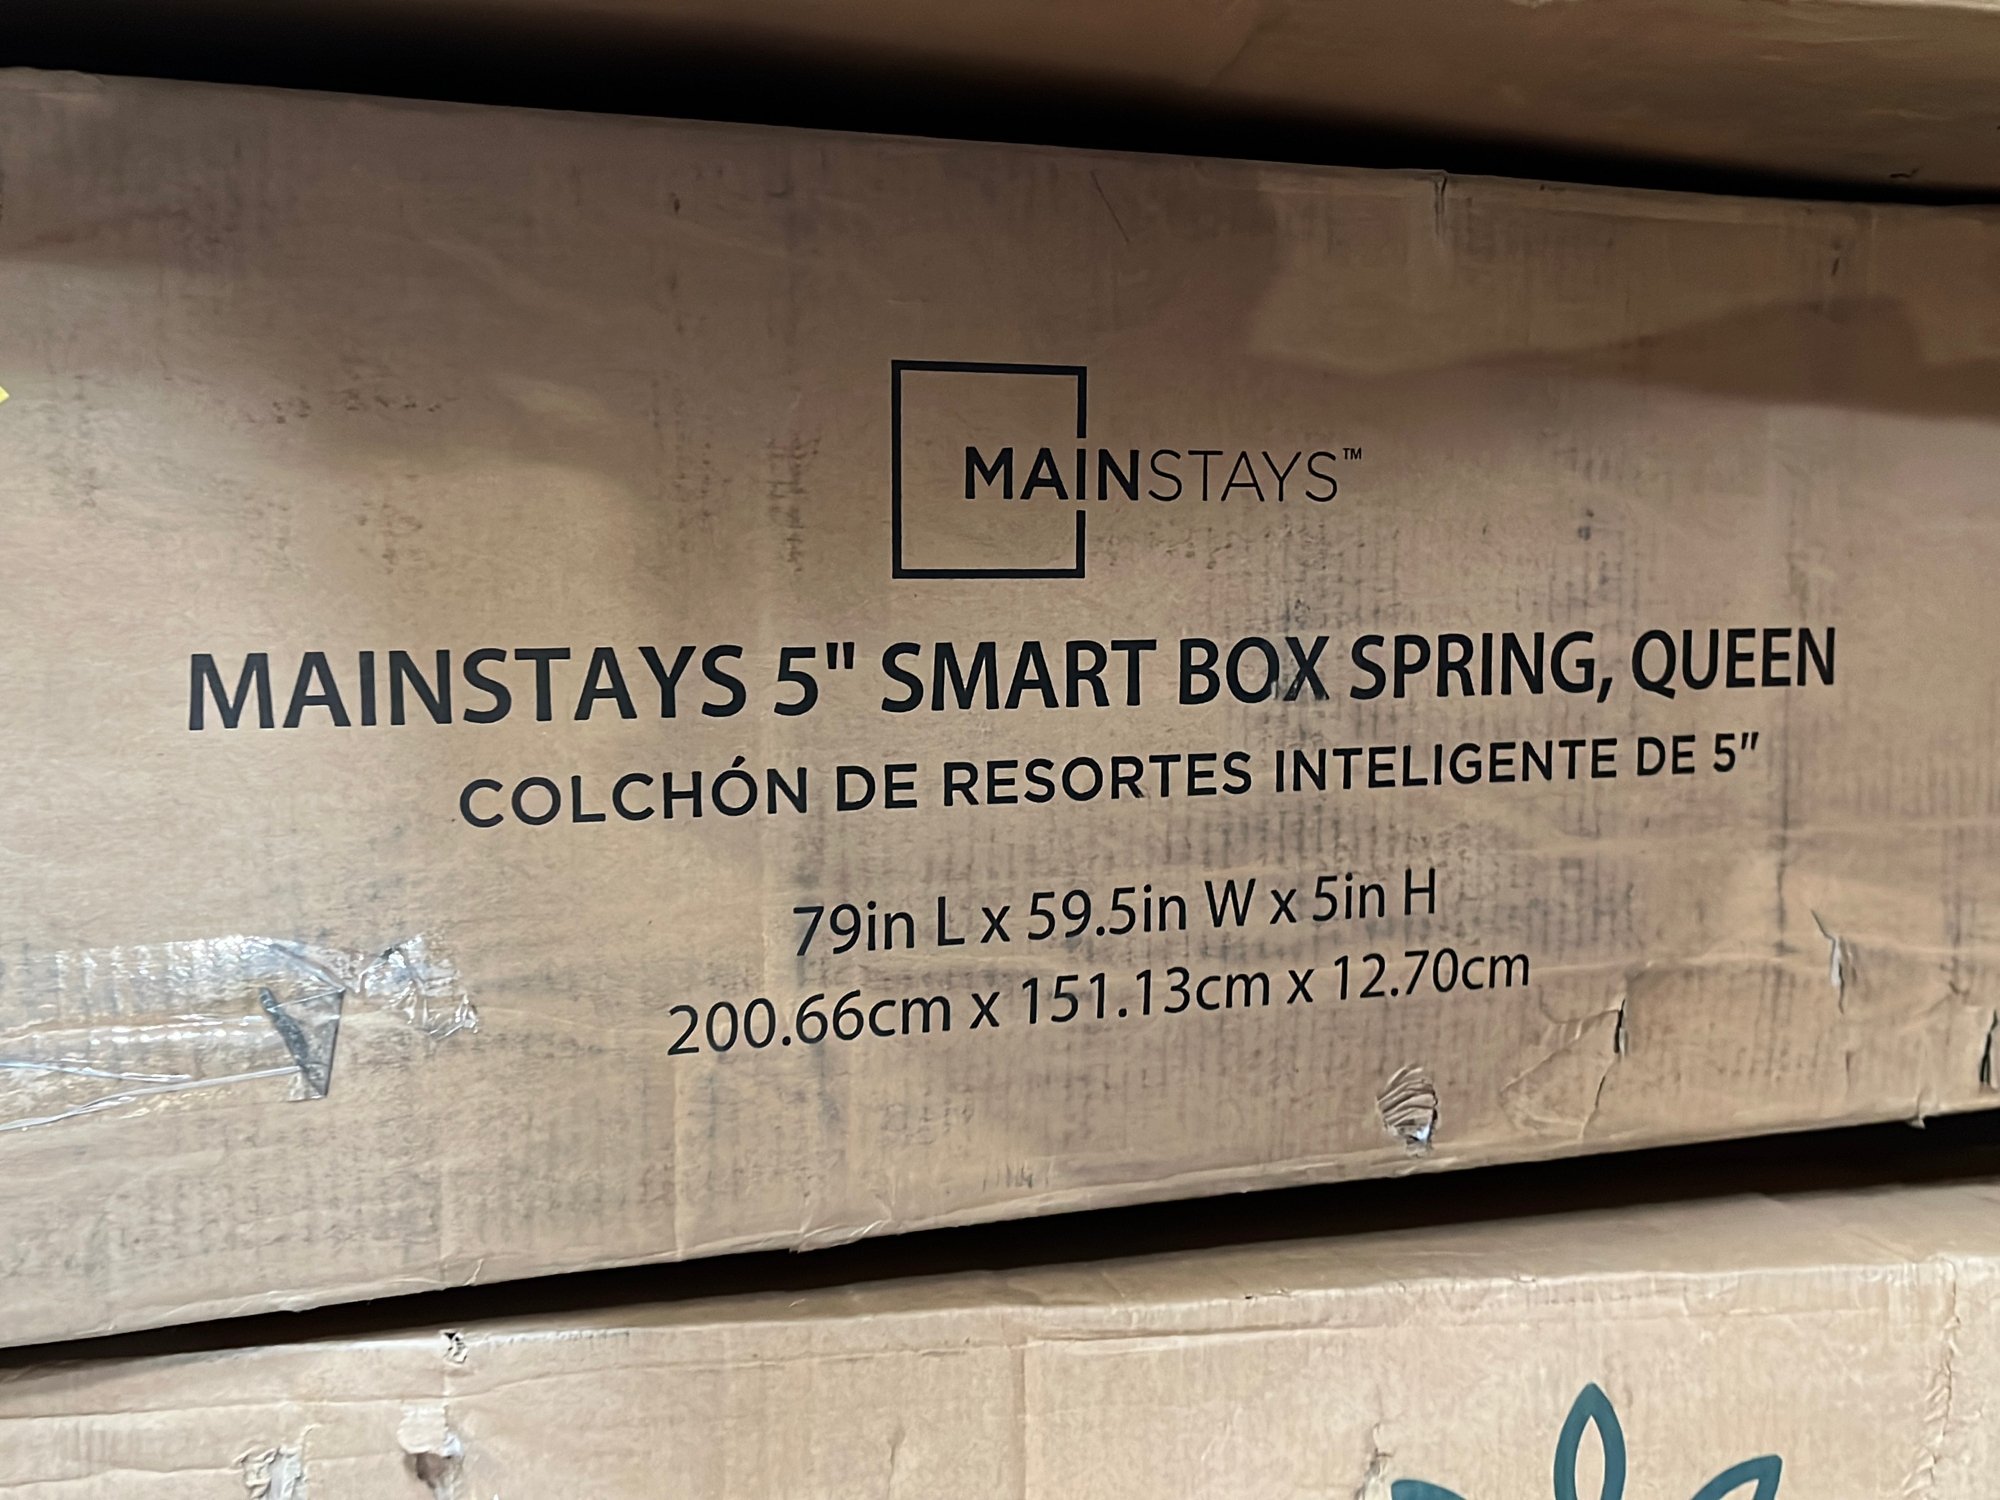 MAINSTAYS™
MAINSTAYS 5" SMART BOX SPRING, QUEEN
COLCHÓN DE RESORTES INTELIGENTE DE 5"
79in L x 59.5in W x 5in H
200.66cm x 151.13cm x 12.70cm